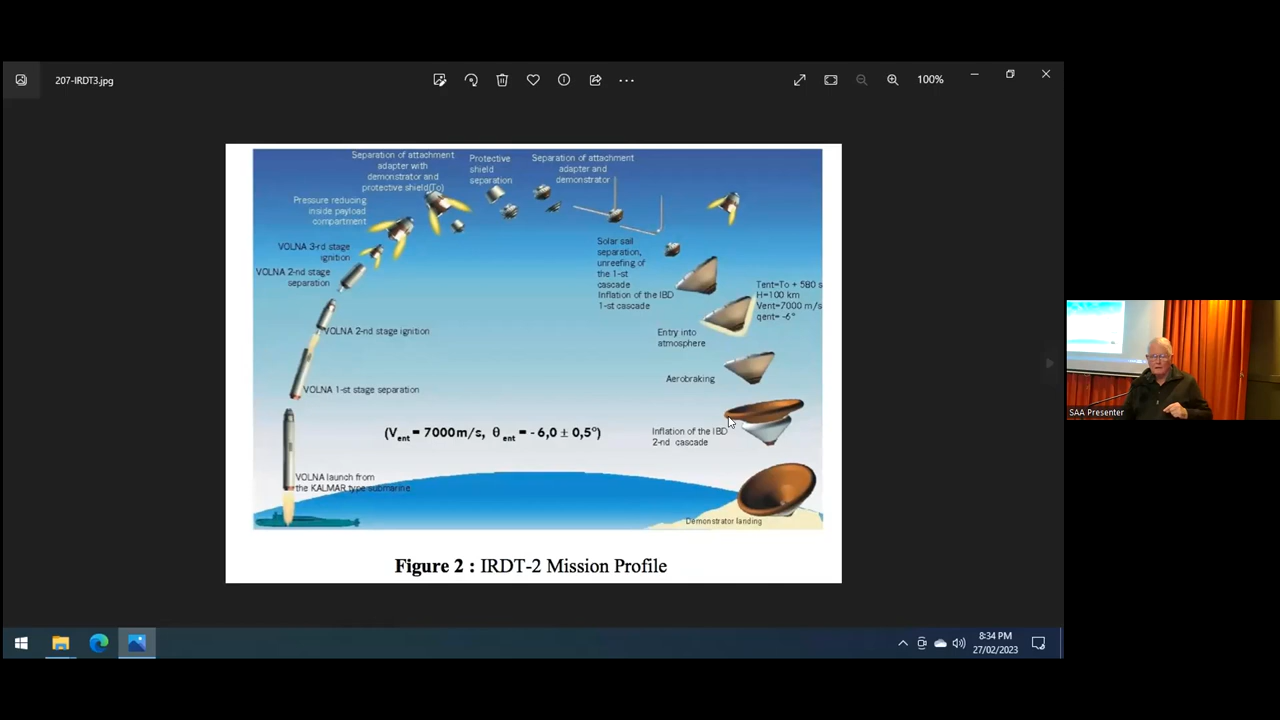 207-IRDT3.jpg
100%
Separation of attachment
adapter with
demonstrator and
protective shield(To)
Protective
shield
separation
Separation of attachment
adapter and
demonstrator
Pressure reducing
inside payload
compartment
VOLNA 3-rd stage
ignition
VOLNA 2-nd stage
separation
VOLNA 2-nd stage ignition
VOLNA 1-st stage separation
VOLNA launch from
the KALMAR type submarine
Solar sail
separation,
unreefing of
the 1-st
cascade
Inflation of the IBD
1-st cascade
Tent=To + 580 s
H=100 km
Vent=7000 m/s
qent= -6°
Entry into
atmosphere
Aerobraking
Inflation of the IBD
2-nd cascade
Demonstrator landing
(Vent = 7000m/s, θ ent = - 6,0 ± 0,5°)
Figure 2 : IRDT-2 Mission Profile
SAA Presenter
8:34 PM
27/02/2023